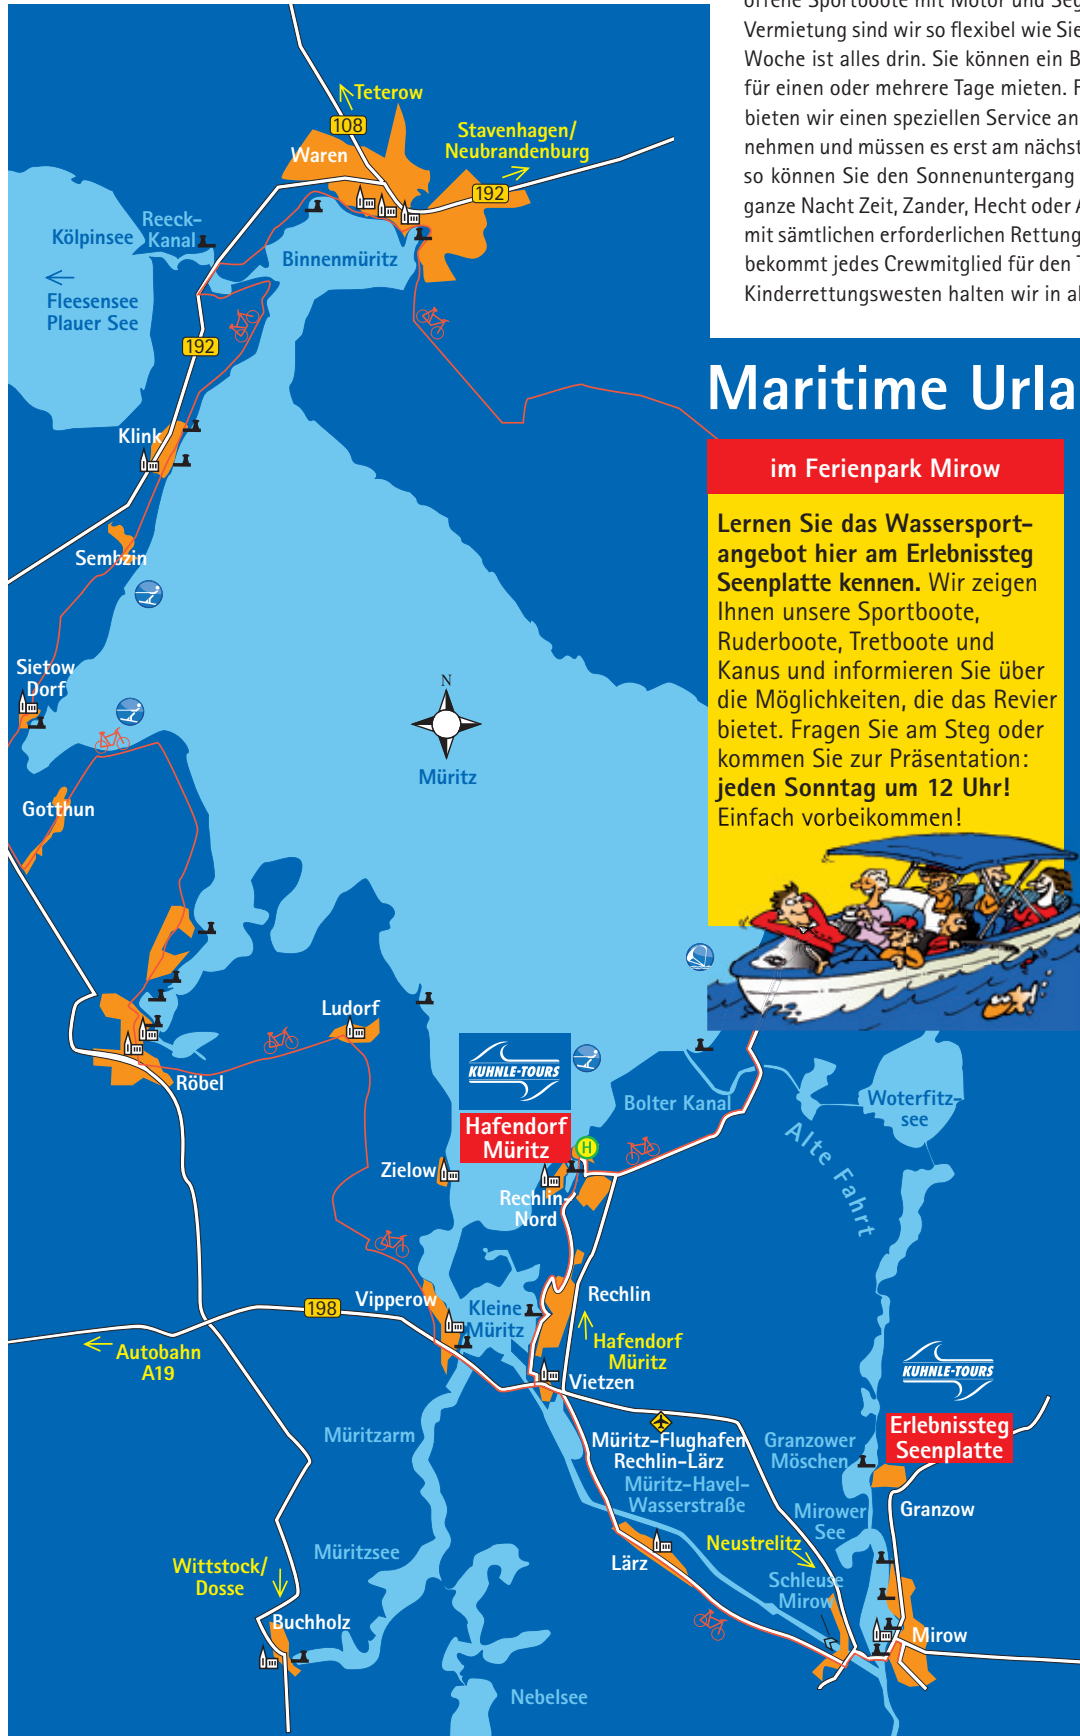 offene Sportboote mit Motor und
Vermietung sind wir so flexibel wie Sie
Woche ist alles drin. Sie können ein
für einen oder mehrere Tage mieten.
bieten wir einen speziellen Service an
nehmen und müssen es erst am
so können Sie den Sonnenuntergang
ganze Nacht Zeit, Zander, Hecht oder
mit sämtlichen erforderlichen
bekommt jedes Crewmitglied für den
Kinderrettungswesten halten wir in
Maritime
im Ferienpark Mirow
Lernen Sie das Wassersport-
angebot hier am Erlebnissteg
Seenplatte kennen. Wir zeigen
Ihnen unsere Sportboote,
Ruderboote, Tretboote und
Kanus und informieren Sie über
die Möglichkeiten, die das Revier
bietet. Fragen Sie am Steg oder
kommen Sie zur Präsentation:
jeden Sonntag um 12 Uhr!
Einfach vorbeikommen!
Teterow
108
Stavenhagen/
Neubrandenburg
Waren
192
Reeck-
Kanal
Kölpinsee
Binnenmüritz
Fleesensee
Plauer See
192
Klink
Sembzin
Sietow
Dorf
N
Müritz
Gotthun
Ludorf
Röbel
KUHNLE-TOURS
Hafendorf
Müritz
H
Bolter Kanal
Woterfitz-
see
Alte Fahrt
Zielow
Rechlin-
Nord
Vipperow
198
Kleine
Müritz
Rechlin
Hafendorf
Müritz
Autobahn
A19
Vietzen
KUHNLE-TOURS
Erlebnissteg
Seenplatte
Müritzarm
Müritz-Flughafen
Rechlin-Lärz
Granzower
Möschen
Müritz-Havel-
Wasserstraße
Granzow
Mirower
See
Neustrelitz
Müritzsee
Lärz
Wittstock/
Dosse
Schleuse
Mirow
Buchholz
Mirow
Nebelsee